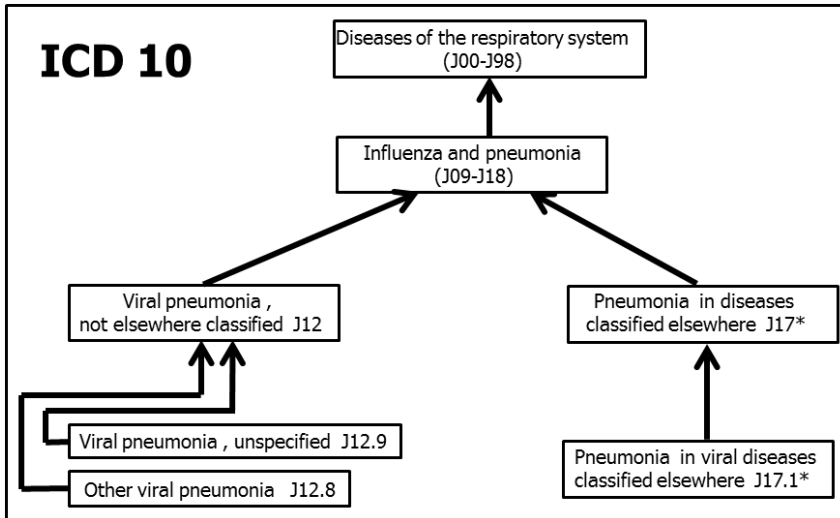 ICD 10
Diseases of the respiratory system
(J00-J98)
Influenza and pneumonia
(J09-J18)
Viral pneumonia ,
not elsewhere classified J12
Pneumonia in diseases
classified elsewhere J17*
Viral pneumonia , unspecified J12.9
Other viral pneumonia J12.8
Pneumonia in viral diseases
classified elsewhere J17.1*